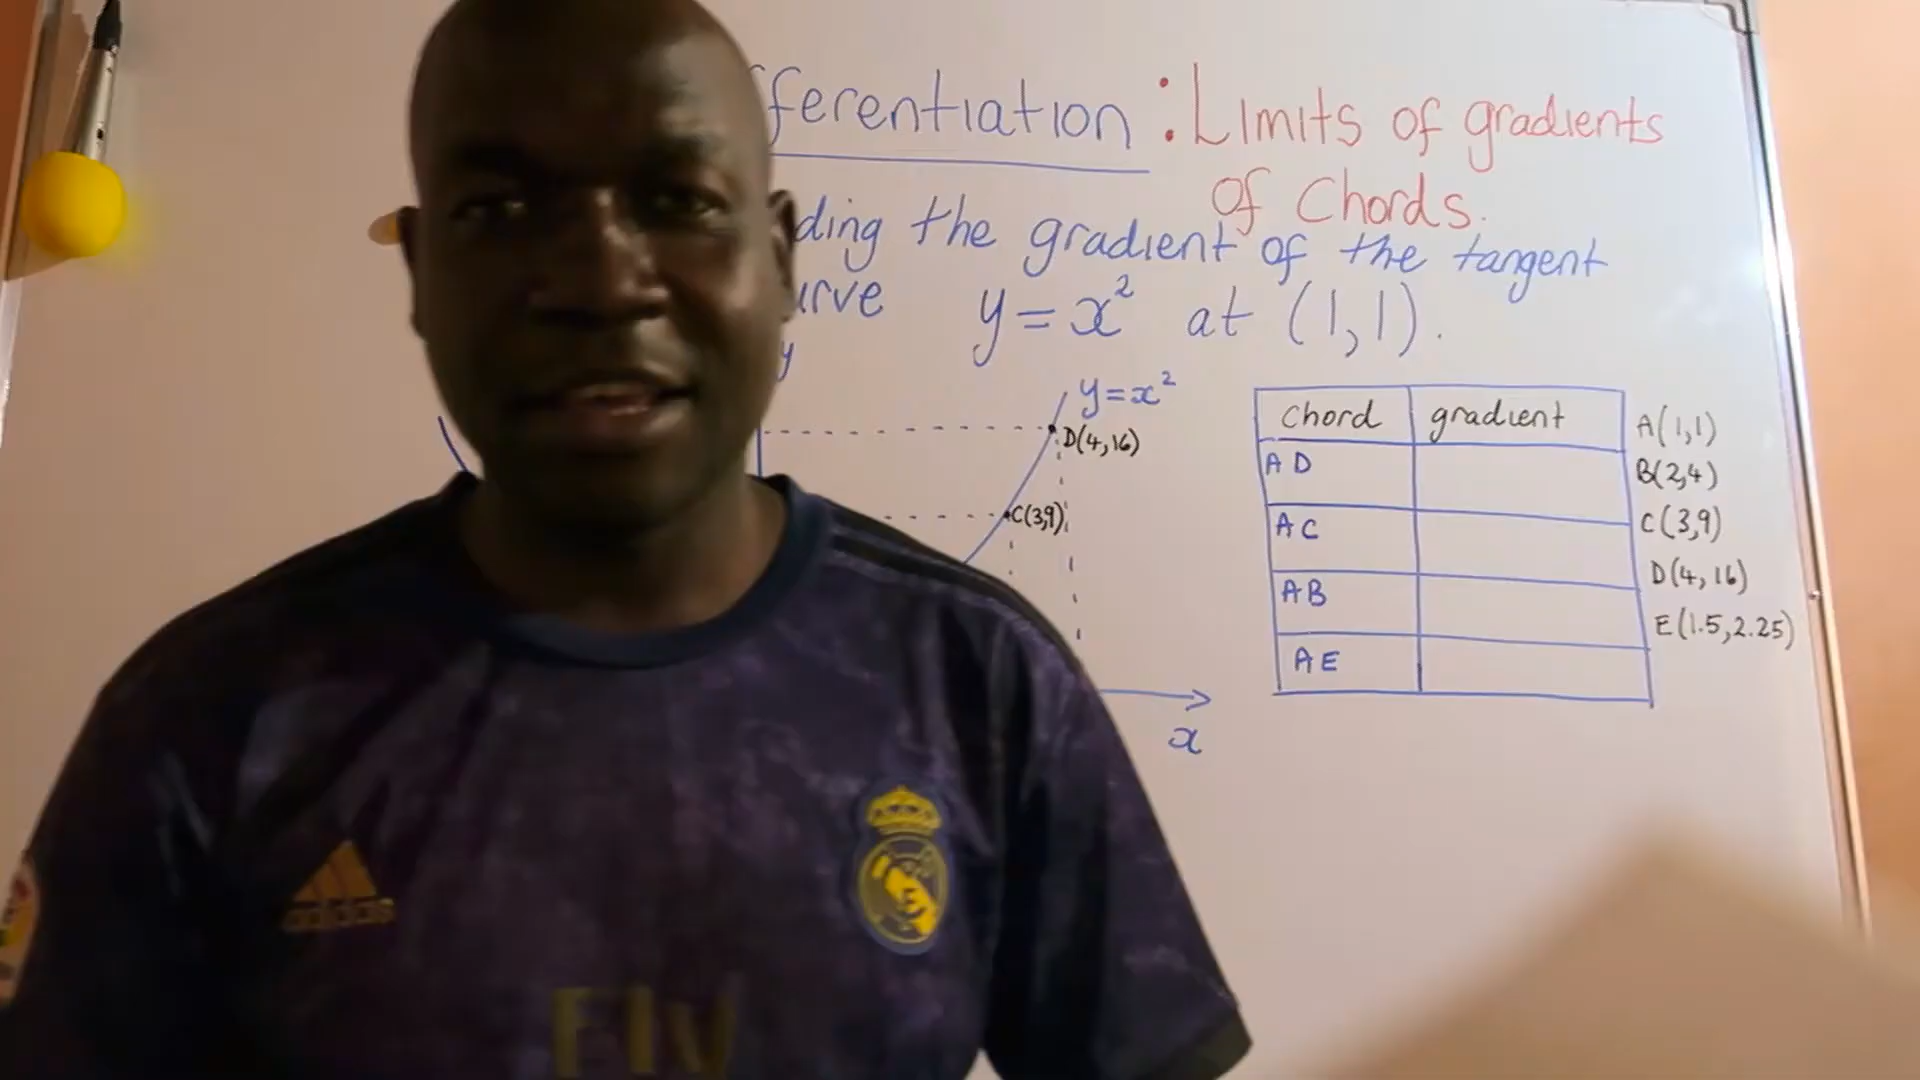 fferentiation : Limits of gradients
of Chords.
ding the gradient of the tangent
urve y = x² at (1,1).
y
y=x²
D(4,16)
C(3,9)
x
chord gradient
AD
AC
AB
AE
A(1,1)
B(2,4)
C(3,9)
D(4,16)
E(1.5,2.25)
adidas